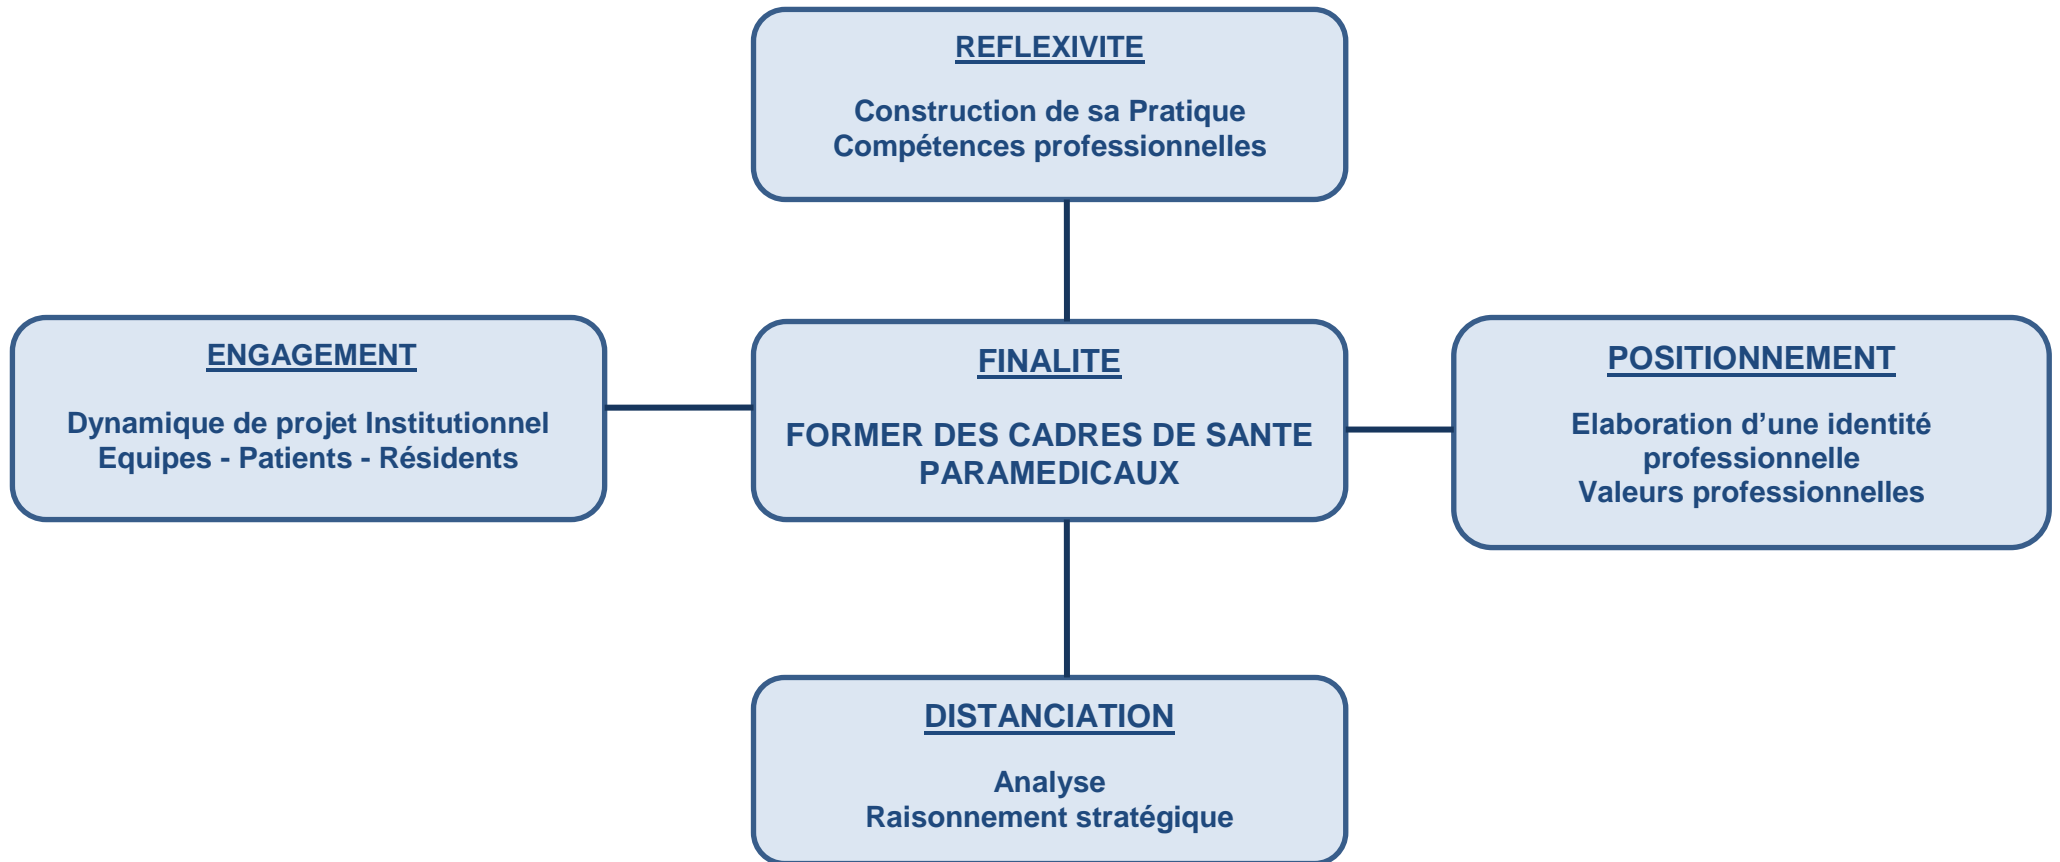 REFLEXIVITE
Construction de sa Pratique
Compétences professionnelles
ENGAGEMENT
Dynamique de projet Institutionnel
Equipes - Patients - Résidents
FINALITE
FORMER DES CADRES DE SANTE
PARAMEDICAUX
POSITIONNEMENT
Elaboration d’une identité
professionnelle
Valeurs professionnelles
DISTANCIATION
Analyse
Raisonnement stratégique